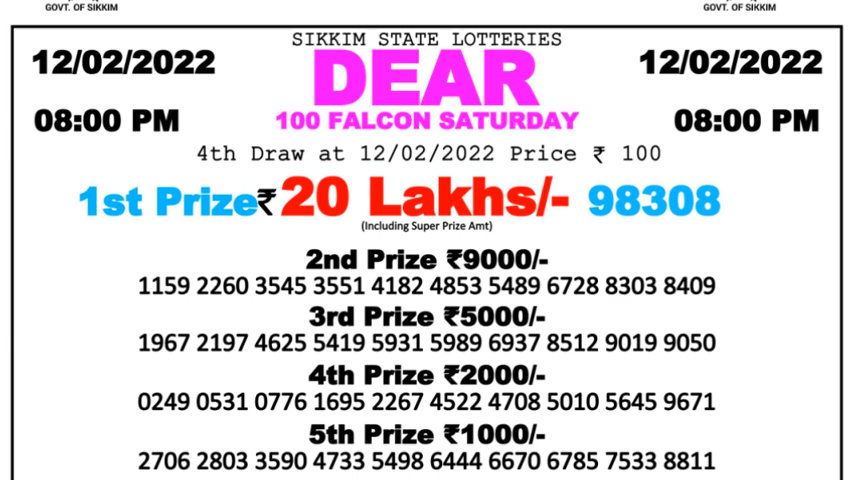 GOVT. OF SIKKIM GOVT. OF SIKKIM
SIKKIM STATE LOTTERIES
12/02/2022 DEAR 12/02/2022
08:00 PM 100 FALCON SATURDAY 08:00 PM
4th Draw at 12/02/2022 Price ₹ 100
1st Prize₹20 Lakhs/- 98308
(Including Super Prize Amt)
2nd Prize ₹9000/-
1159 2260 3545 3551 4182 4853 5489 6728 8303 8409
3rd Prize ₹5000/-
1967 2197 4625 5419 5931 5989 6937 8512 9019 9050
4th Prize ₹2000/-
0249 0531 0776 1695 2267 4522 4708 5010 5645 9671
5th Prize ₹1000/-
2706 2803 3590 4733 5498 6444 6670 6785 7533 8811